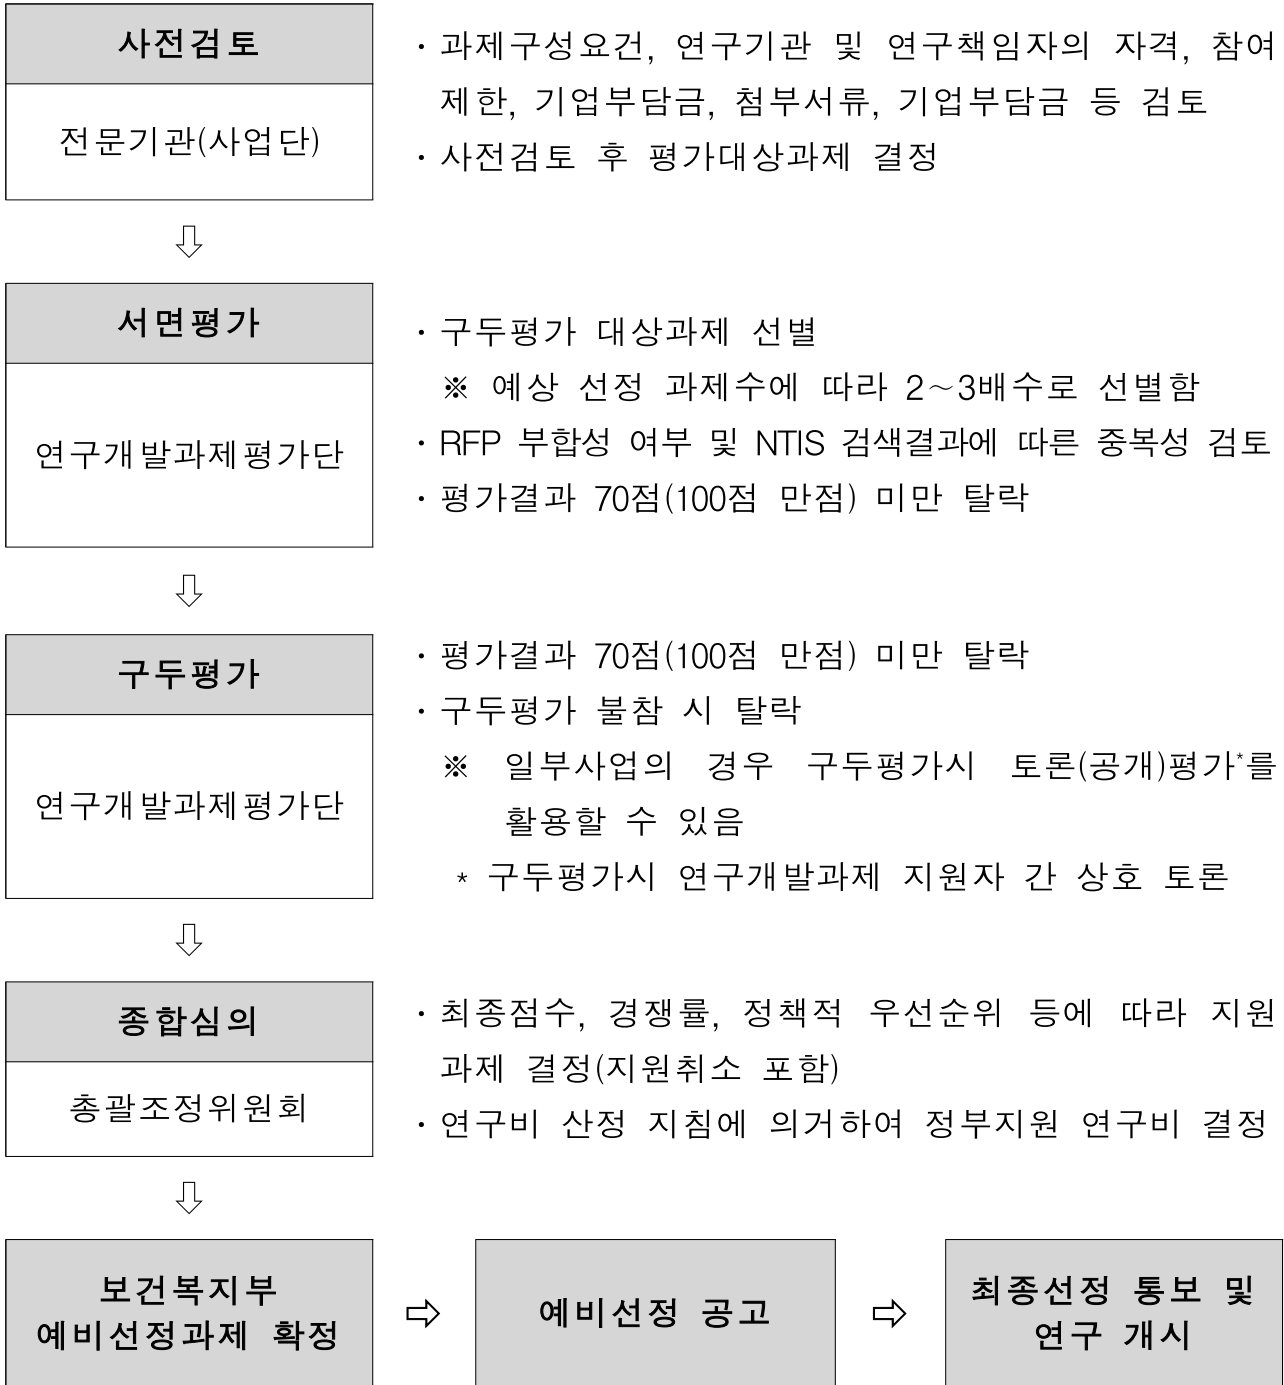 사전검토
전문기관(사업단)
· 과제구성요건, 연구기관 및 연구책임자의 자격, 참여
제한, 기업부담금, 첨부서류, 기업부담금 등 검토
· 사전검토 후 평가대상과제 결정
⇩
서면평가
연구개발과제평가단
· 구두평가 대상과제 선별
※ 예상 선정 과제수에 따라 2～3배수로 선별함
· RFP 부합성 여부 및 NTIS 검색결과에 따른 중복성 검토
· 평가결과 70점(100점 만점) 미만 탈락
⇩
구두평가
연구개발과제평가단
· 평가결과 70점(100점 만점) 미만 탈락
· 구두평가 불참 시 탈락
※ 일부사업의 경우 구두평가시 토론(공개)평가*를
활용할 수 있음
* 구두평가시 연구개발과제 지원자 간 상호 토론
⇩
종합심의
총괄조정위원회
· 최종점수, 경쟁률, 정책적 우선순위 등에 따라 지원
과제 결정(지원취소 포함)
· 연구비 산정 지침에 의거하여 정부지원 연구비 결정
⇩
보건복지부
예비선정과제 확정
⇨
예비선정 공고
⇨
최종선정 통보 및
연구 개시